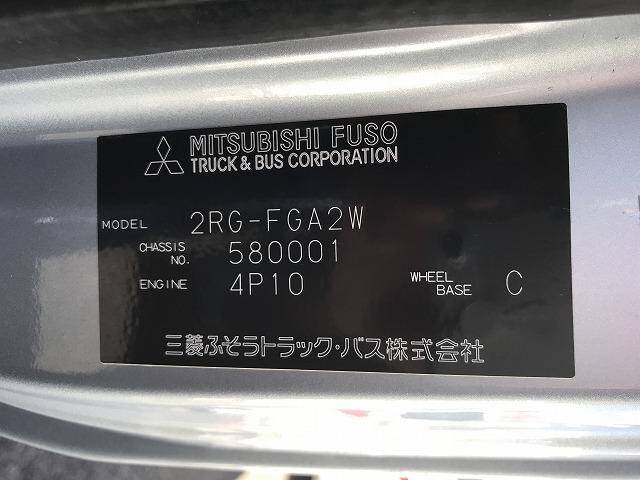 MITSUBISHI FUSO
TRUCK & BUS CORPORATION
MODEL 2RG-FGA2W
CHASSIS NO. 580001
ENGINE 4P10 WHEEL BASE C
三菱ふそうトラック・バス株式会社